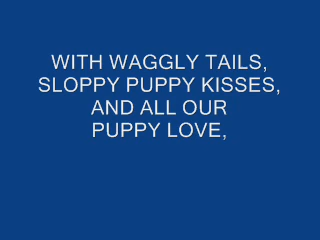 WITH WAGGLY TAILS,
SLOPPY PUPPY KISSES,
AND ALL OUR
PUPPY LOVE,